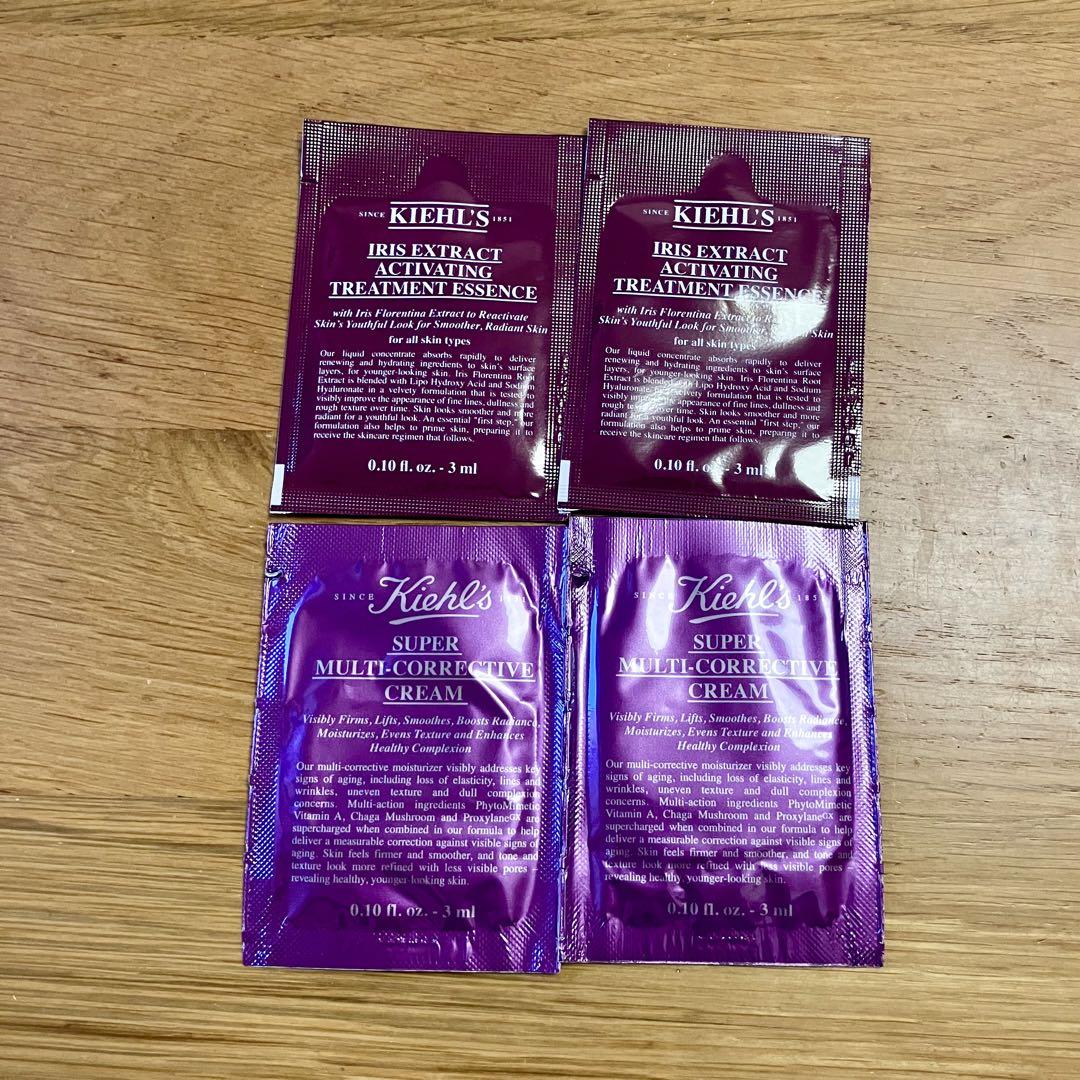 SINCE KIEHL'S 1851
IRIS EXTRACT
ACTIVATING
TREATMENT ESSENCE
with Iris Florentina Extract to Reactivate
Skin's Youthful Look for Smoother, Radiant Skin
for all skin types
Our liquid concentrate absorbs rapidly to deliver
renewing and hydrating ingredients to skin's surface
layers, for younger-looking skin. Iris Florentina Root
Extract is blended with Lipo Hydroxy Acid and Sodium
Hyaluronate in a velvety formulation that is tested to
visibly improve the appearance of fine lines, dullness and
rough texture over time. Skin looks smoother and more
radiant for a youthful look. An essential "first step," our
formulation also helps to prime skin, preparing it to
receive the skincare regimen that follows.
0.10 fl. oz. - 3 ml
SINCE KIEHL'S 1851
IRIS EXTRACT
ACTIVATING
TREATMENT ESSENCE
with Iris Florentina Extract to
Skin's Youthful Look for Smoother, Skin
for all skin types
Our liquid concentrate absorbs rapidly to deliver
renewing and hydrating ingredients to skin's surface
layers, for younger-looking skin. Iris Florentina Root
Extract is blended with Lipo Hydroxy Acid and Sodium
Hyaluronate velvety formulation that is tested to
visibly improve appearance of fine lines, dullness and
rough texture over time. Skin looks smoother and more
radiant for a youthful look. An essential "first step," our
formulation also helps to prime skin, preparing it to
receive the skincare regimen that follows.
0.10 fl. oz. - 3 ml
SINCE Kiehl's 1851
SUPER
MULTI-CORRECTIVE
CREAM
Visibly Firms, Lifts, Smoothes, Boosts Radiance,
Moisturizes, Evens Texture and Enhances
Healthy Complexion
Our multi-corrective moisturizer visibly addresses key
signs of aging, including loss of elasticity, lines and
wrinkles, uneven texture and dull complexion
concerns. Multi-action ingredients PhytoMimetic
Vitamin A, Chaga Mushroom and ProxylaneGX are
supercharged when combined in our formula to help
deliver a measurable correction against visible signs of
aging. Skin feels firmer and smoother, and tone and
texture look more refined with less visible pores –
revealing healthy, younger-looking skin.
0.10 fl. oz. - 3 ml
SINCE Kiehl's 1851
SUPER
MULTI-CORRECTIVE
CREAM
Visibly Firms, Lifts, Smoothes, Boosts Radiance,
Moisturizes, Evens Texture and Enhances
Healthy Complexion
Our multi-corrective moisturizer visibly addresses key
signs of aging, including loss of elasticity, lines and
wrinkles, uneven texture and dull complexion
concerns. Multi-action ingredients PhytoMimetic
Vitamin A, Chaga Mushroom and ProxylaneGX are
supercharged when combined in our formula to help
deliver a measurable correction against visible signs of
aging. Skin feels firmer and smoother, and tone and
texture look more refined with less visible pores –
revealing healthy, younger-looking skin.
0.10 fl. oz. - 3 ml